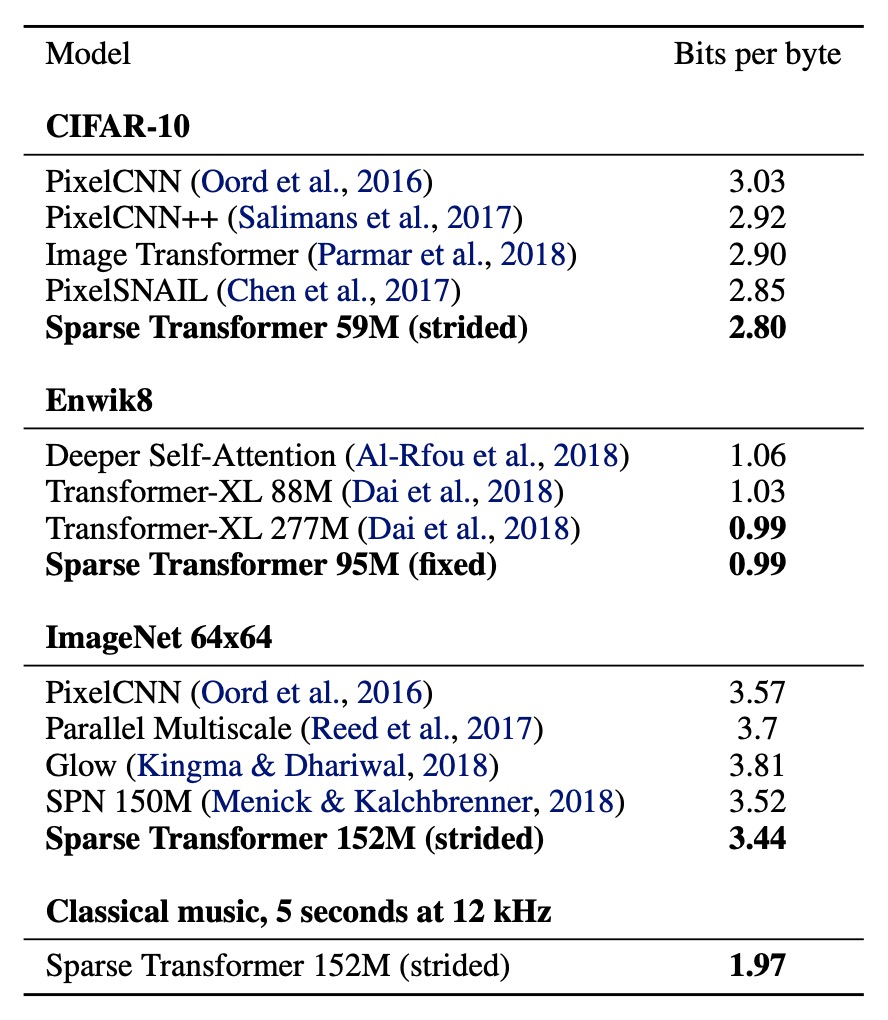 Model Bits per byte
CIFAR-10
PixelCNN (Oord et al., 2016) 3.03
PixelCNN++ (Salimans et al., 2017) 2.92
Image Transformer (Parmar et al., 2018) 2.90
PixelSNAIL (Chen et al., 2017) 2.85
Sparse Transformer 59M (strided) 2.80
Enwik8
Deeper Self-Attention (Al-Rfou et al., 2018) 1.06
Transformer-XL 88M (Dai et al., 2018) 1.03
Transformer-XL 277M (Dai et al., 2018) 0.99
Sparse Transformer 95M (fixed) 0.99
ImageNet 64x64
PixelCNN (Oord et al., 2016) 3.57
Parallel Multiscale (Reed et al., 2017) 3.7
Glow (Kingma & Dhariwal, 2018) 3.81
SPN 150M (Menick & Kalchbrenner, 2018) 3.52
Sparse Transformer 152M (strided) 3.44
Classical music, 5 seconds at 12 kHz
Sparse Transformer 152M (strided) 1.97